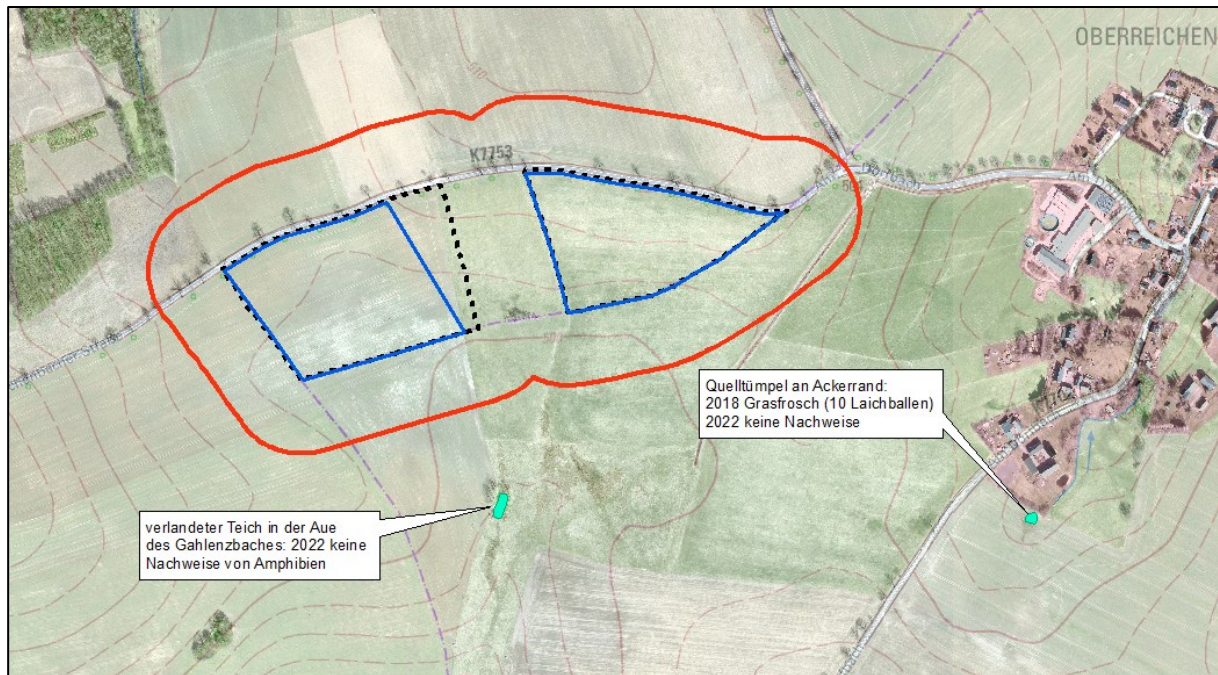 OBERREICHEN
510
K7753
Quelltümpel an Ackerrand:
2018 Grasfrosch (10 Laichballen)
2022 keine Nachweise
verlandeter Teich in der Aue
des Gahlenzbaches: 2022 keine
Nachweise von Amphibien